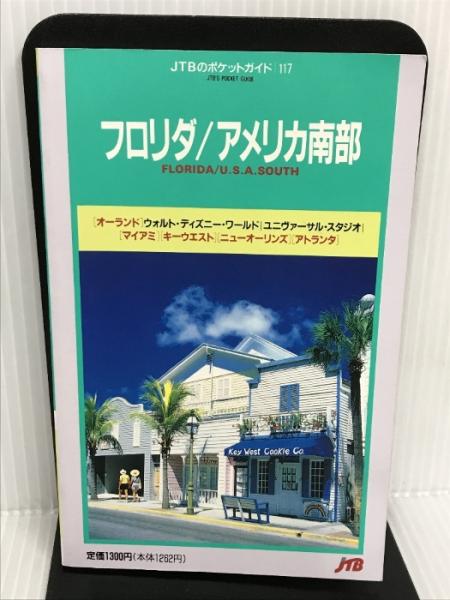 JTBのポケットガイド|117
JTB'S POCKET GUIDE
フロリダ/アメリカ南部
FLORIDA/U.S.A.SOUTH
[オーランド]ウォルト・ディズニー・ワールド|ユニヴァーサル・スタジオ|
[マイアミ][キーウエスト][ニューオーリンズ][アトランタ]
Key West Cookie Co.
定価1300円(本体1262円)
JTB